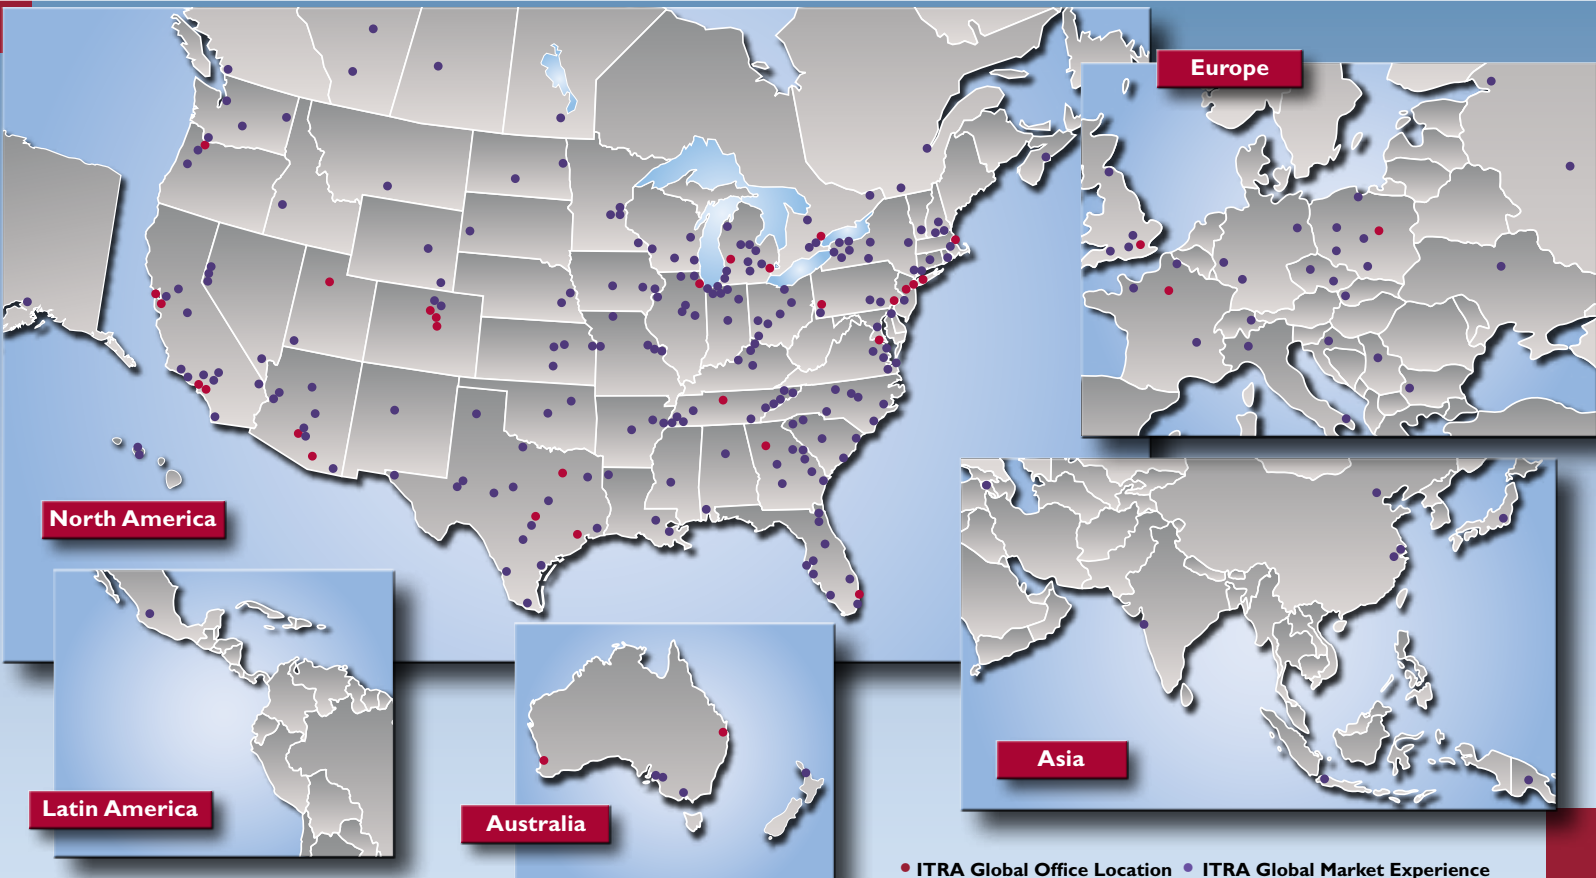 Europe
North America
Asia
Latin America
Australia
ITRA Global Office Location
ITRA Global Market Experience